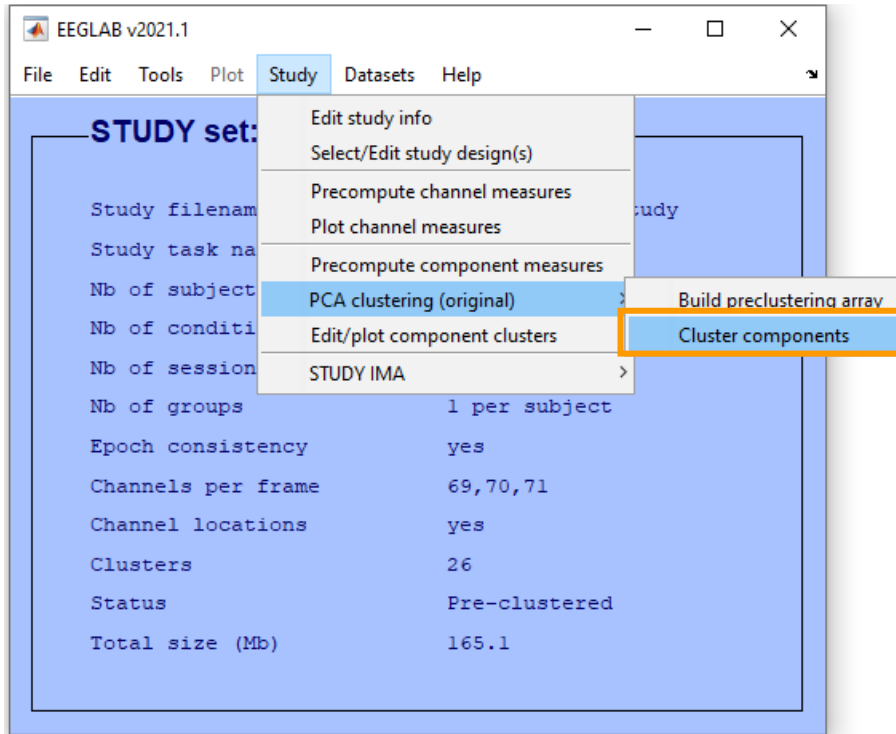 EEGLAB v2021.1
File Edit Tools Plot Study Datasets Help
STUDY set:
Edit study info
Select/Edit study design(s)
Precompute channel measures
Plot channel measures
Precompute component measures
PCA clustering (original)
Build preclustering array
Edit/plot component clusters
Cluster components
STUDY IMA
Study filenam tudy
Study task na
Nb of subject
Nb of conditi
Nb of session
Nb of groups 1 per subject
Epoch consistency yes
Channels per frame 69,70,71
Channel locations yes
Clusters 26
Status Pre-clustered
Total size (Mb) 165.1